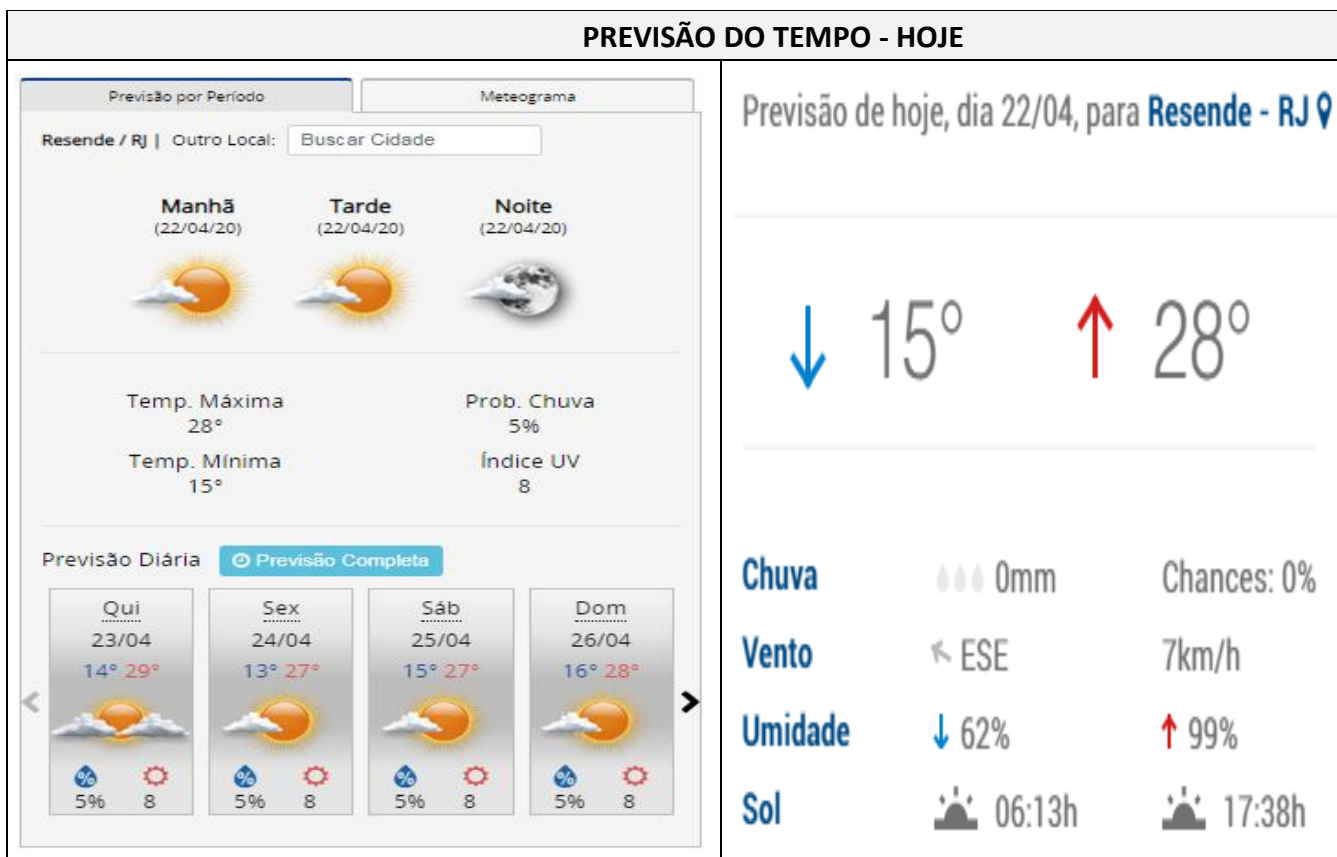 PREVISÃO DO TEMPO - HOJE
Previsão por Período
Meteograma
Resende / RJ | Outro Local: Buscar Cidade
Manhã Tarde Noite
(22/04/20) (22/04/20) (22/04/20)
Temp. Máxima Prob. Chuva
28° 5%
Temp. Mínima Índice UV
15° 8
Previsão Diária Previsão Completa
Qui Sex Sáb Dom
23/04 24/04 25/04 26/04
14° 29° 13° 27° 15° 27° 16° 28°
% % % %
5% 8 5% 8 5% 8 5% 8
Previsão de hoje, dia 22/04, para Resende - RJ
15° 28°
Chuva 0mm Chances: 0%
Vento ESE 7km/h
Umidade 62% 99%
Sol 06:13h 17:38h